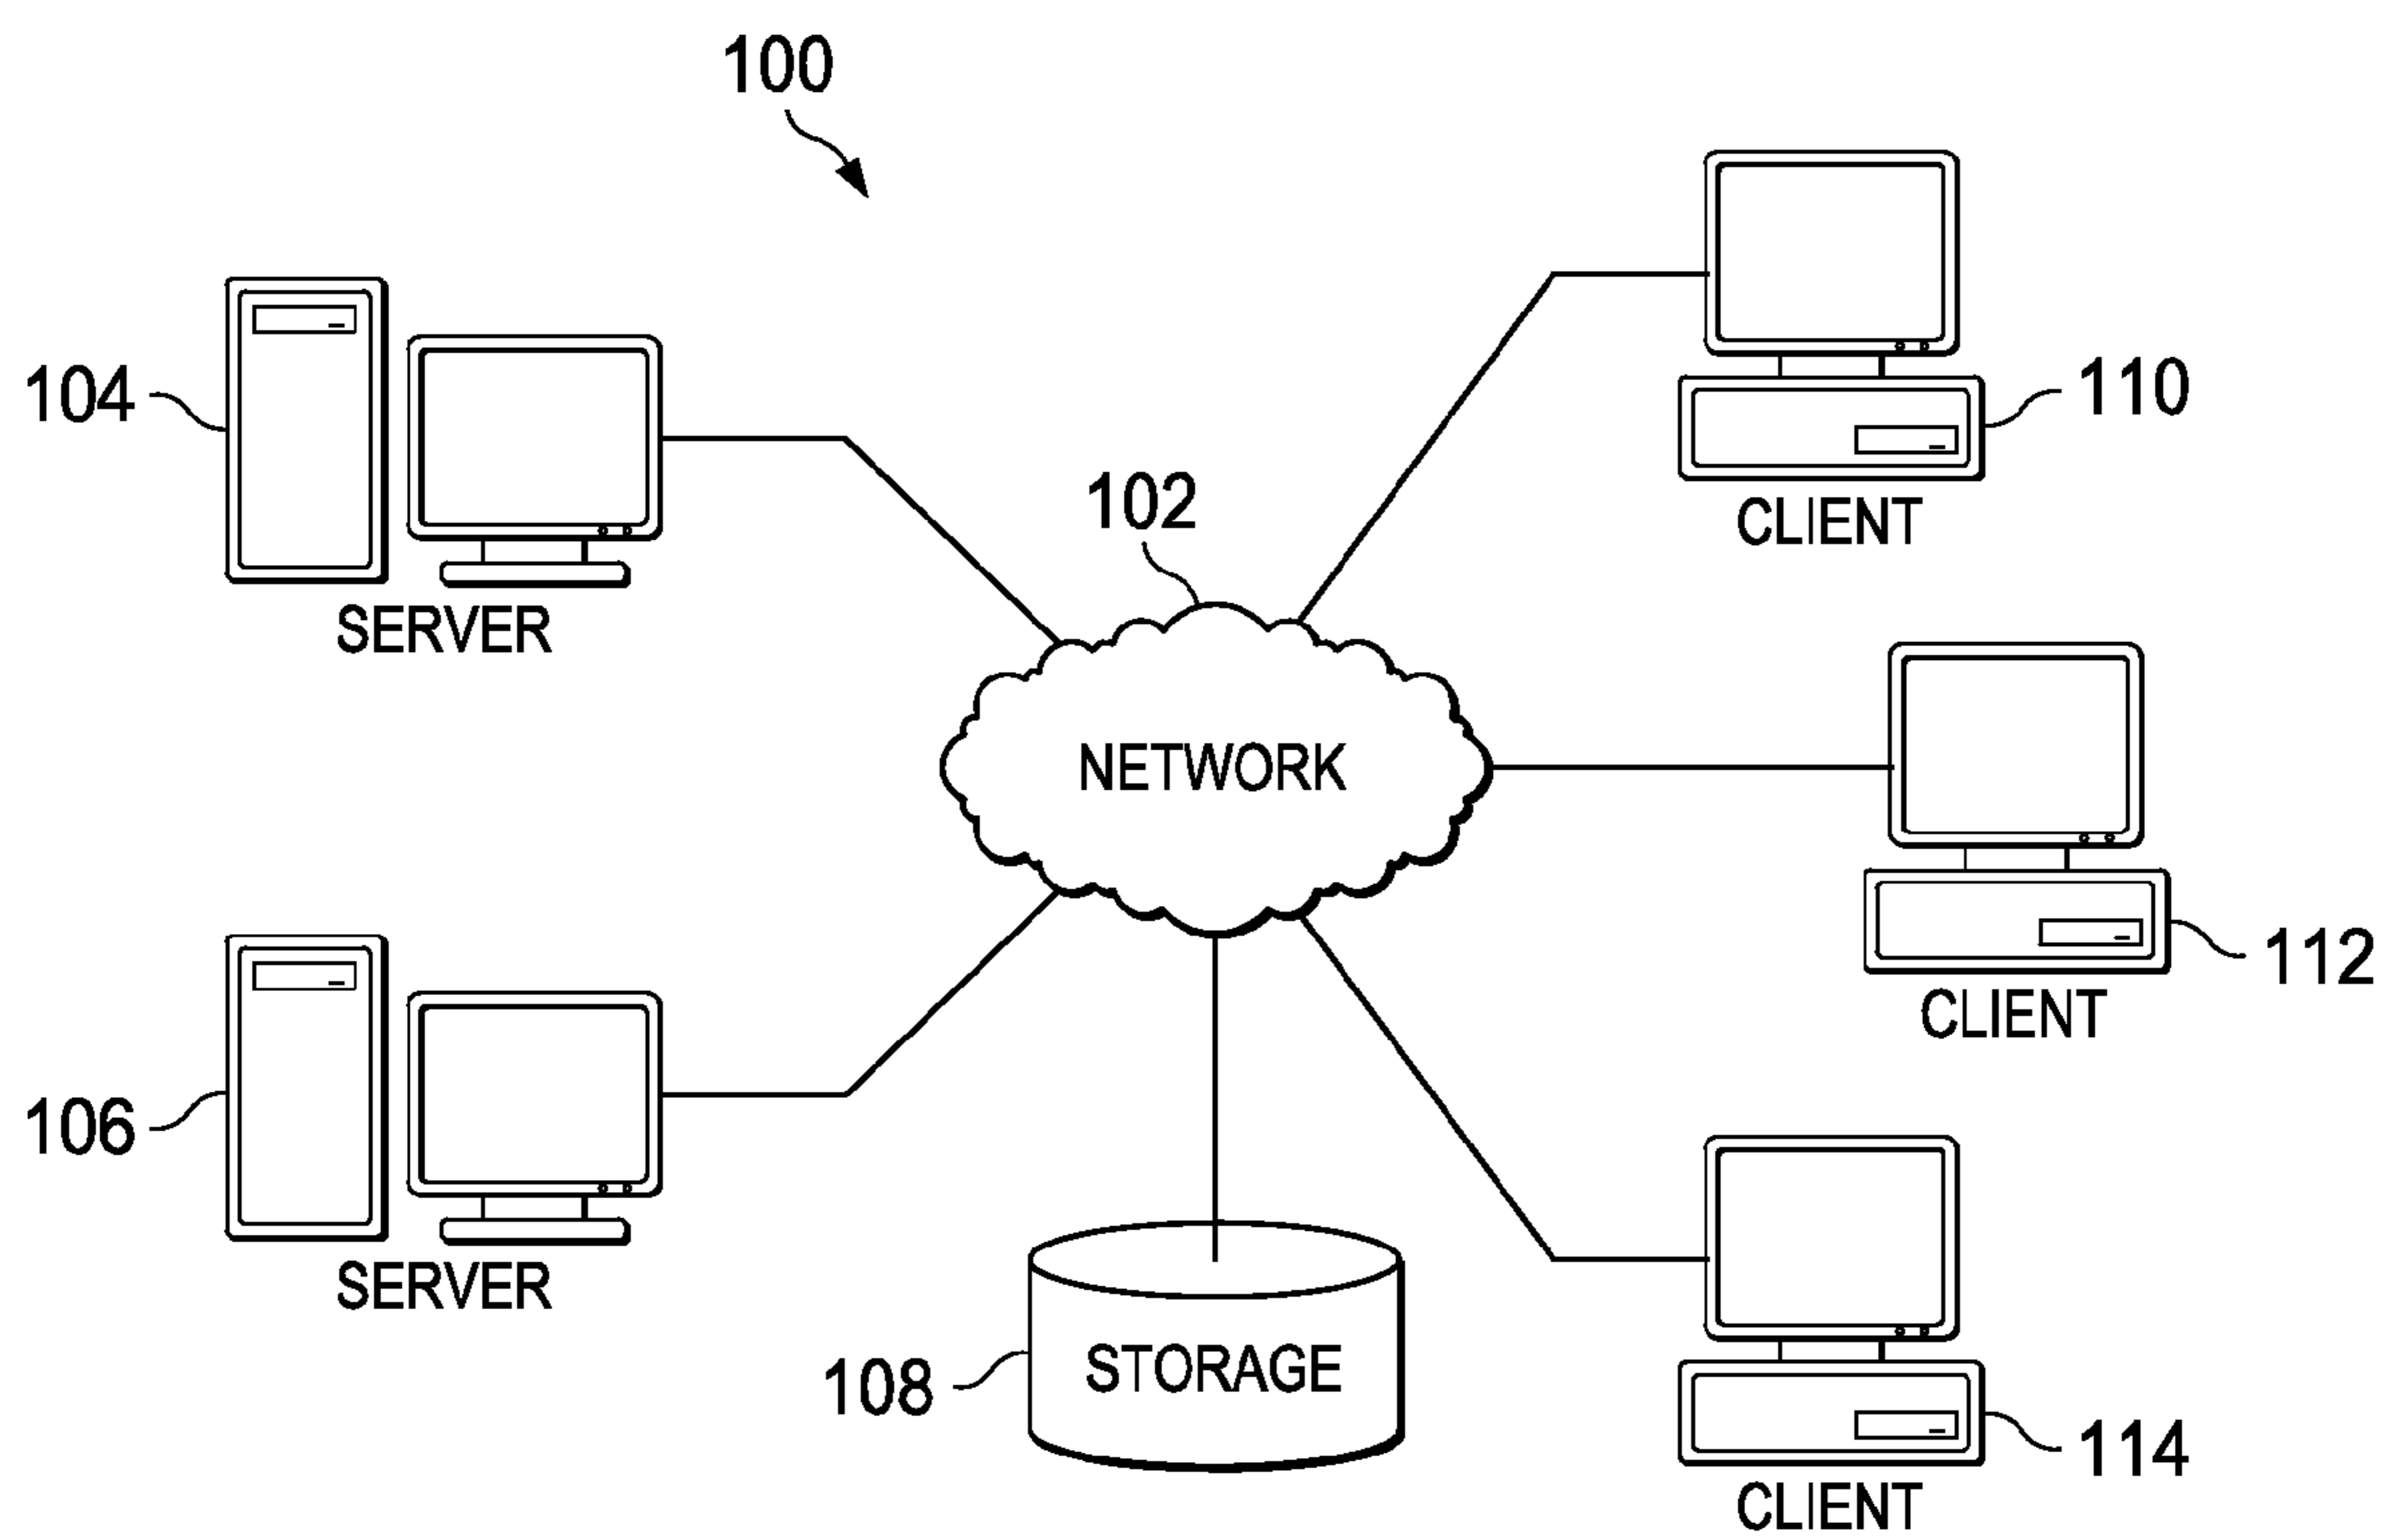 100
104
SERVER
110
CLIENT
102
NETWORK
112
CLIENT
106
SERVER
108
STORAGE
114
CLIENT